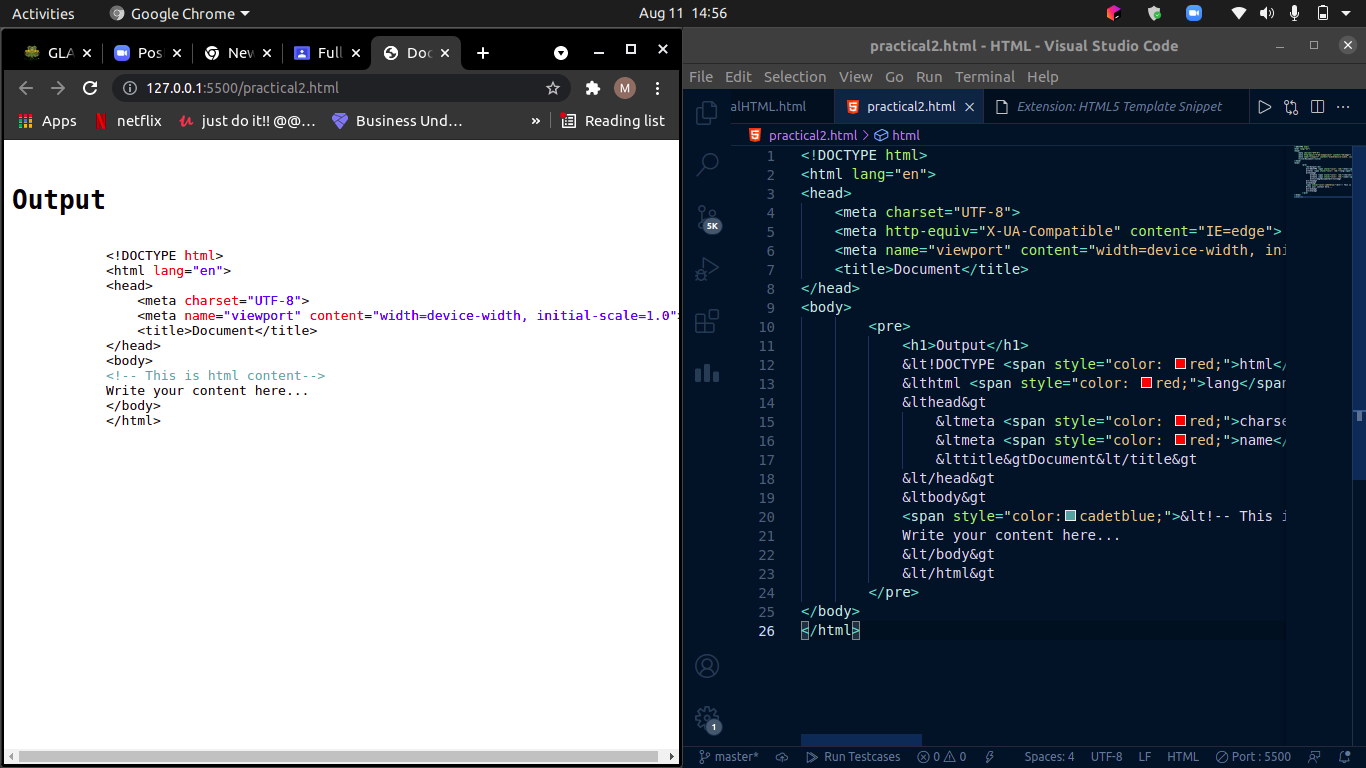 Activities Google Chrome Aug 11 14:56
GLA Pos Nev Full Doc
127.0.0.1:5500/practical2.html M
Apps netflix just do it!! @@... Business Und... » Reading list
Output
<!DOCTYPE html>
<html lang="en">
<head>
    <meta charset="UTF-8">
    <meta name="viewport" content="width=device-width, initial-scale=1.0">
    <title>Document</title>
</head>
<body>
<!-- This is html content-->
Write your content here...
</body>
</html>
practical2.html - HTML - Visual Studio Code
File Edit Selection View Go Run Terminal Help
alHTML.html practical2.html Extension: HTML5 Template Snippet
practical2.html > html
5K
1
1 <!DOCTYPE html>
2 <html lang="en">
3 <head>
4     <meta charset="UTF-8">
5     <meta http-equiv="X-UA-Compatible" content="IE=edge">
6     <meta name="viewport" content="width=device-width, ini
7     <title>Document</title>
8 </head>
9 <body>
10         <pre>
11             <h1>Output</h1>
12             &lt!DOCTYPE <span style="color: red;">html</
13             &lthtml <span style="color: red;">lang</span
14             &lthead&gt
15                 &ltmeta <span style="color: red;">charse
16                 &ltmeta <span style="color: red;">name</
17                 &lttitle&gtDocument&lt/title&gt
18             &lt/head&gt
19             &ltbody&gt
20             <span style="color:cadetblue;">&lt!-- This i
21             Write your content here...
22             &lt/body&gt
23             &lt/html&gt
24         </pre>
25 </body>
26 </html>
master* Run Testcases 0 0 Spaces: 4 UTF-8 LF HTML Port : 5500